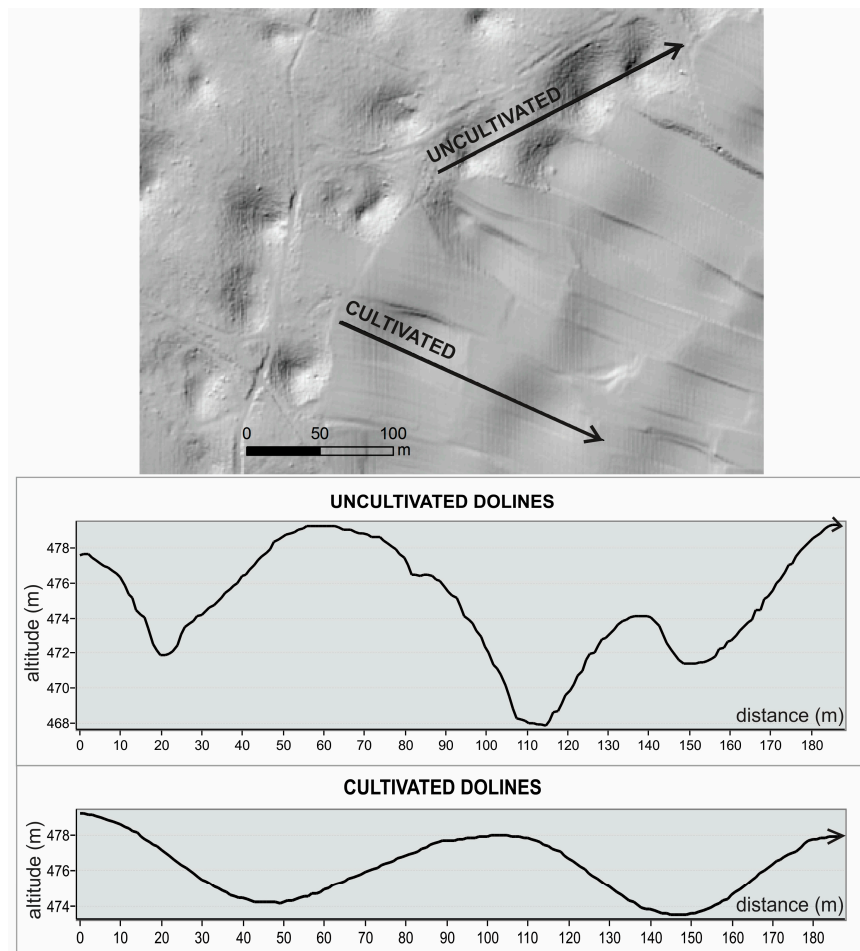 UNCULTIVATED
CULTIVATED
0 50 100
m
UNCULTIVATED DOLINES
altitude (m)
478
476
474
472
470
468
distance (m)
0 10 20 30 40 50 60 70 80 90 100 110 120 130 140 150 160 170 180
CULTIVATED DOLINES
altitude (m)
478
476
474
distance (m)
0 10 20 30 40 50 60 70 80 90 100 110 120 130 140 150 160 170 180